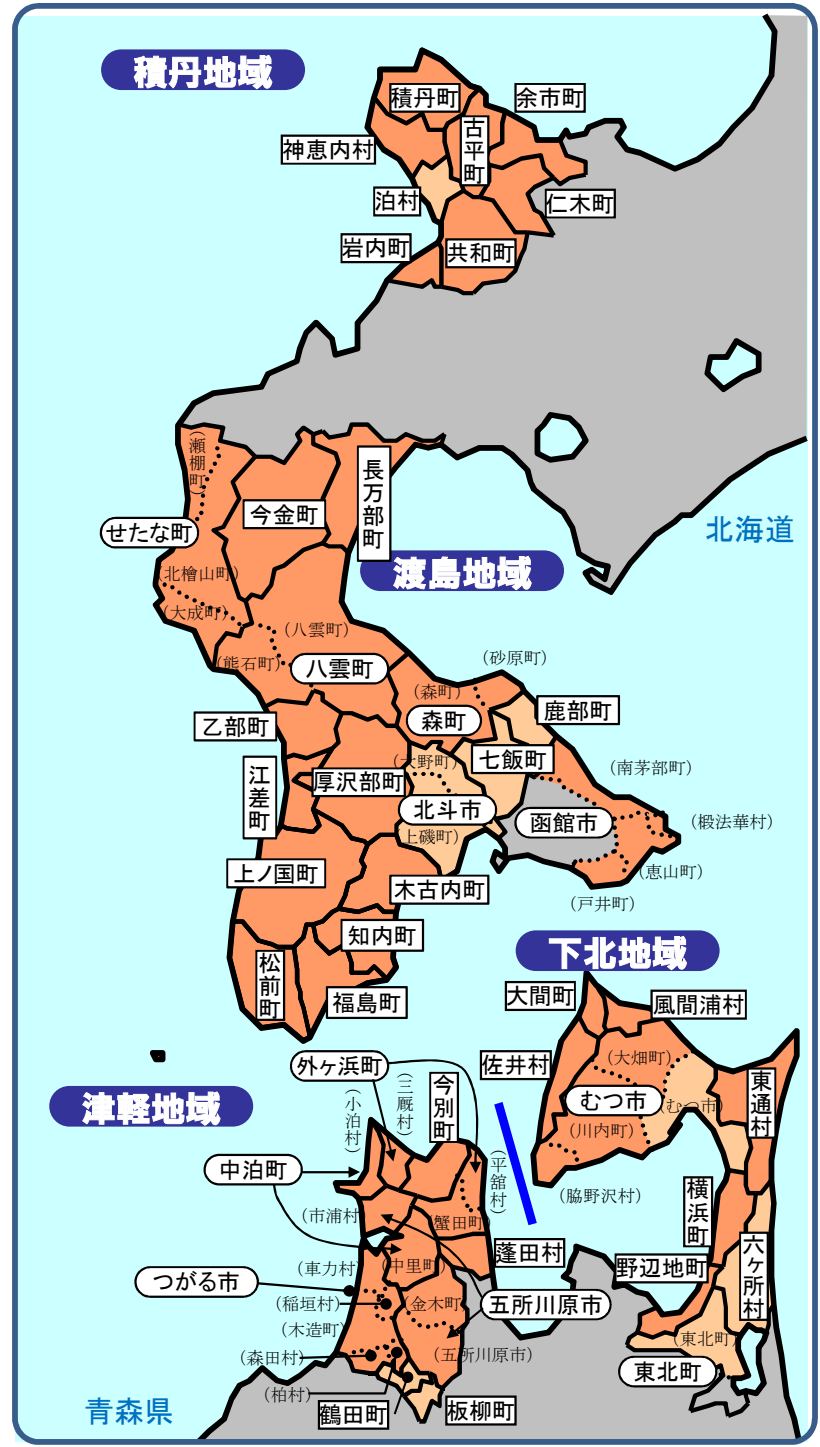 積丹地域
積丹町
余市町
古平町
神恵内村
泊村
仁木町
岩内町
共和町
(瀬棚町)
長万部町
今金町
せたな町
北海道
渡島地域
(北檜山町)
(大成町)
(八雲町)
(熊石町)
八雲町
(砂原町)
(森町)
森町
鹿部町
乙部町
七飯町
(大野町)
(南茅部町)
江差町
厚沢部町
北斗市
函館市
(椴法華村)
(上磯町)
上ノ国町
木古内町
(恵山町)
(戸井町)
知内町
松前町
福島町
下北地域
大間町
風間浦村
佐井村
(大畑町)
むつ市
(むつ市)
東通村
(川内町)
(脇野沢村)
横浜町
野辺地町
六ヶ所村
(東北町)
東北町
津軽地域
外ヶ浜町
(三厩村)
今別町
(小泊村)
中泊町
(平舘村)
(市浦村)
(蟹田町)
蓬田村
(中里町)
(車力村)
つがる市
(稲垣村)
(金木町)
五所川原市
(木造町)
(森田村)
(五所川原市)
(柏村)
鶴田町
板柳町
青森県